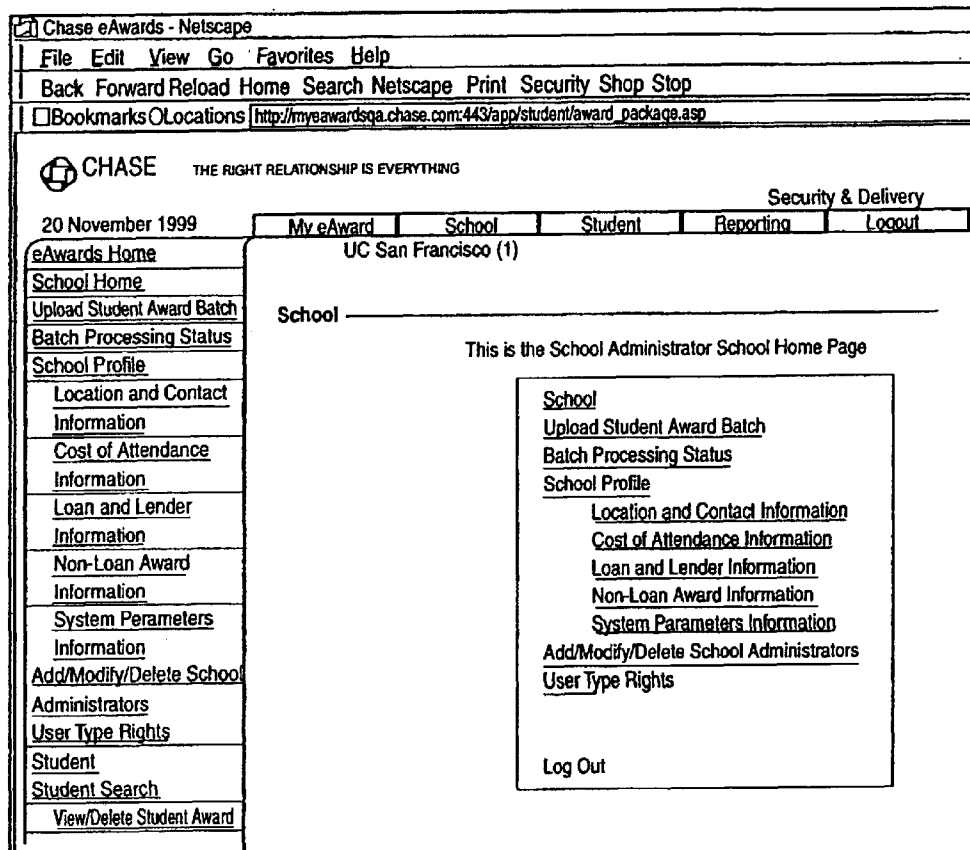 Chase eAwards - Netscape
File Edit View Go Favorites Help
Back Forward Reload Home Search Netscape Print Security Shop Stop
Bookmarks Locations http://myeawardsqa.chase.com:443/app/student/award_package.asp
CHASE THE RIGHT RELATIONSHIP IS EVERYTHING
Security & Delivery
20 November 1999 My eAward School Student Reporting Logout
UC San Francisco (1)
eAwards Home
School Home
Upload Student Award Batch
Batch Processing Status
School Profile
Location and Contact
Information
Cost of Attendance
Information
Loan and Lender
Information
Non-Loan Award
Information
System Perameters
Information
Add/Modify/Delete School
Administrators
User Type Rights
Student
Student Search
View/Delete Student Award
School
This is the School Administrator School Home Page
School
Upload Student Award Batch
Batch Processing Status
School Profile
Location and Contact Information
Cost of Attendance Information
Loan and Lender Information
Non-Loan Award Information
System Parameters Information
Add/Modify/Delete School Administrators
User Type Rights
Log Out